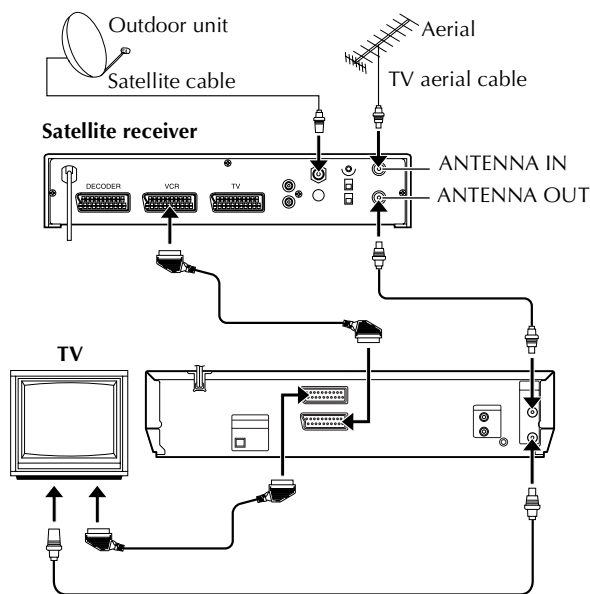 Outdoor unit
Aerial
Satellite cable
TV aerial cable
Satellite receiver
ANTENNA IN
DECODER
VCR
TV
ANTENNA OUT
TV